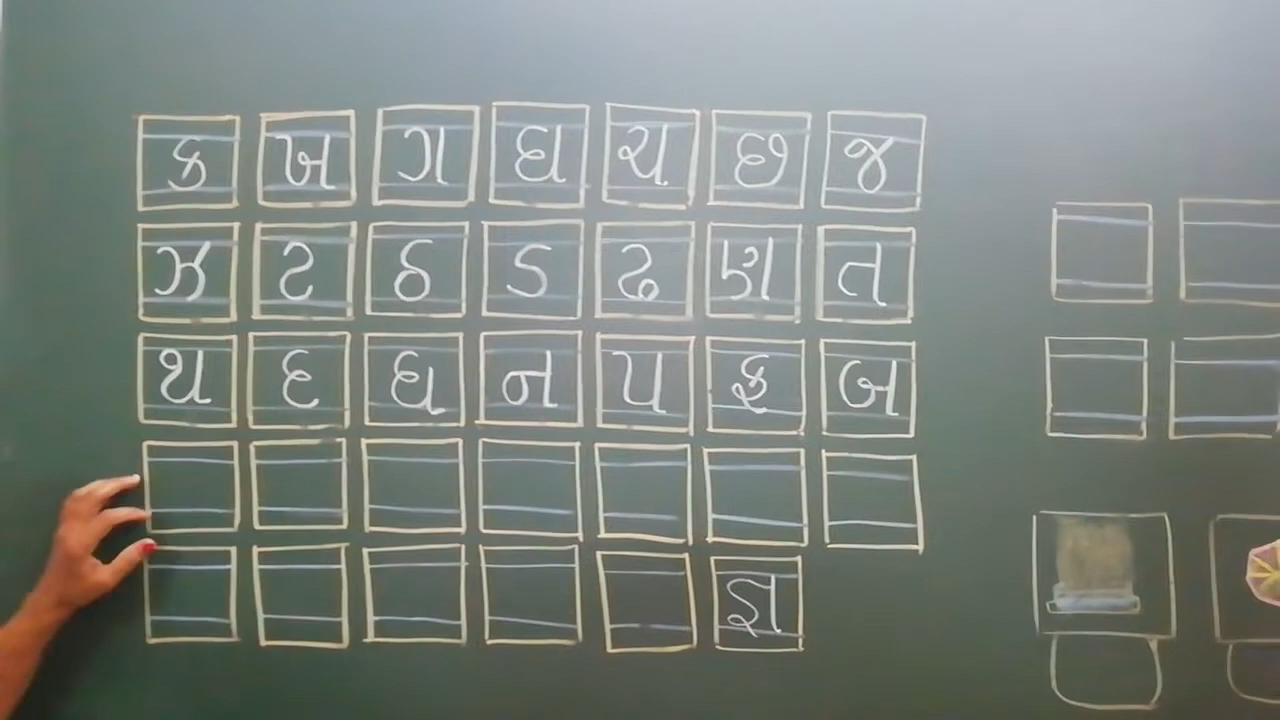 ક ખ ગ ઘ ચ છ જ
ઝ ટ ઠ ડ ઢ ણ ત
થ દ ધ ન પ ફ બ
જ્ઞ